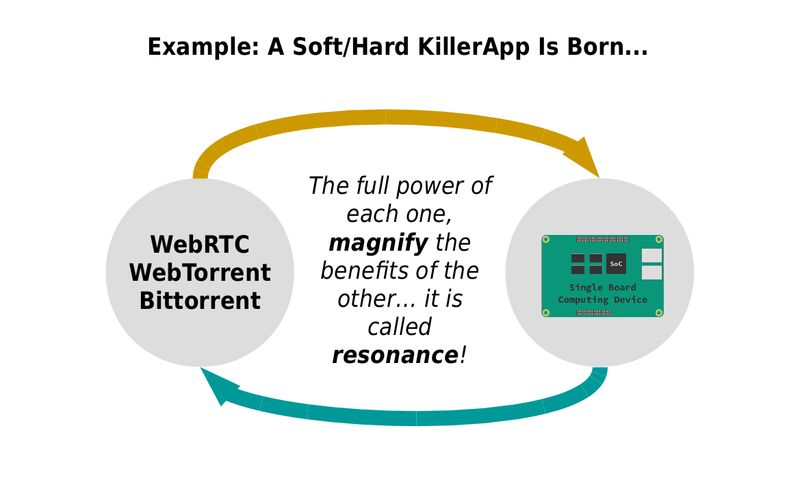 Example: A Soft/Hard KillerApp Is Born...
WebRTC
WebTorrent
Bittorrent
The full power of
each one,
magnify the
benefits of the
other... it is
called
resonance!
SoC
Single Board
Computing Device